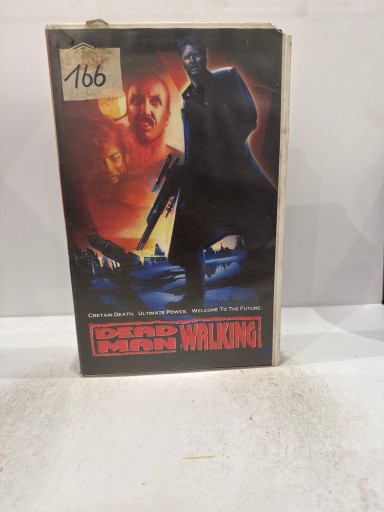 166
CRETAIN DEATH. ULTIMATE POWER. WELCOME TO THE FUTURE.
DEAD MAN WALKING